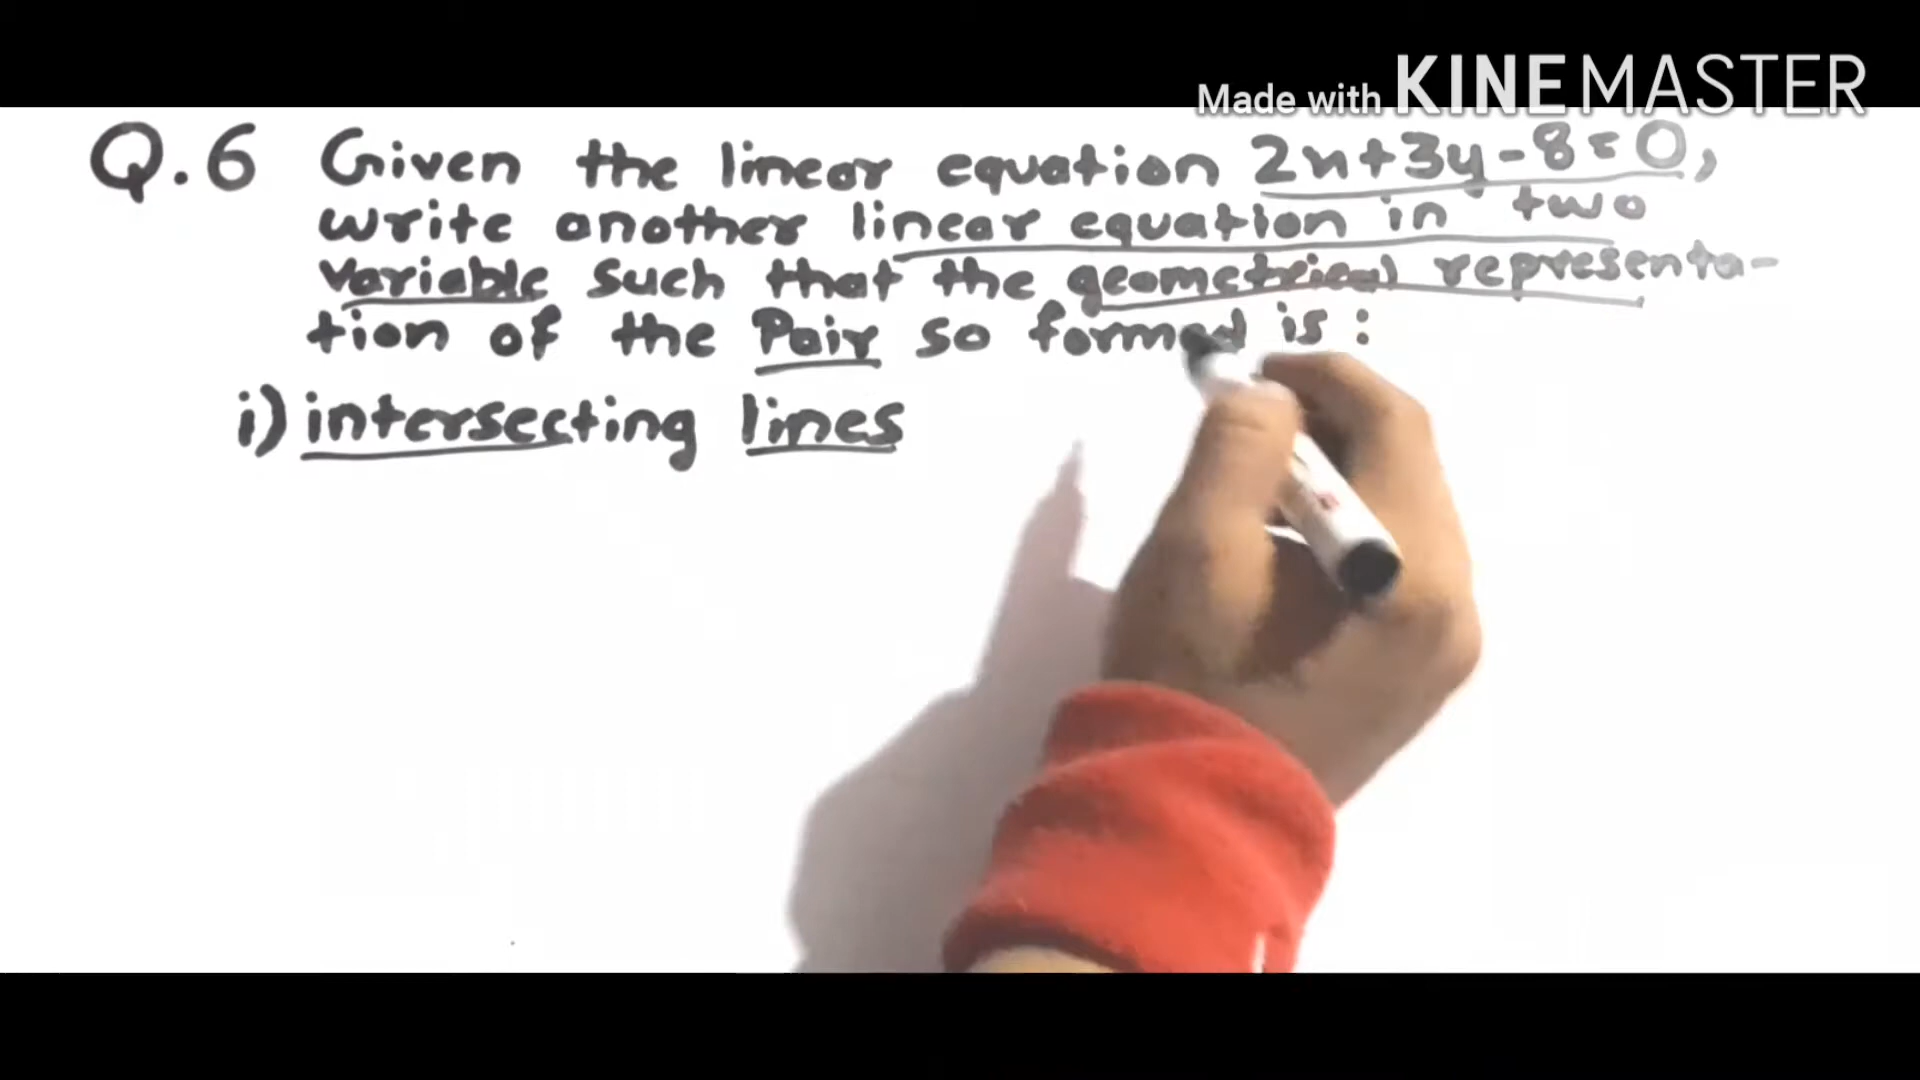 Made with KINEMASTER
Q.6 Given the linear equation 2x+3y-8=0,
write another linear equation in two
variable such that the geometrical representa-
tion of the Pair so formed is:
i) intersecting lines